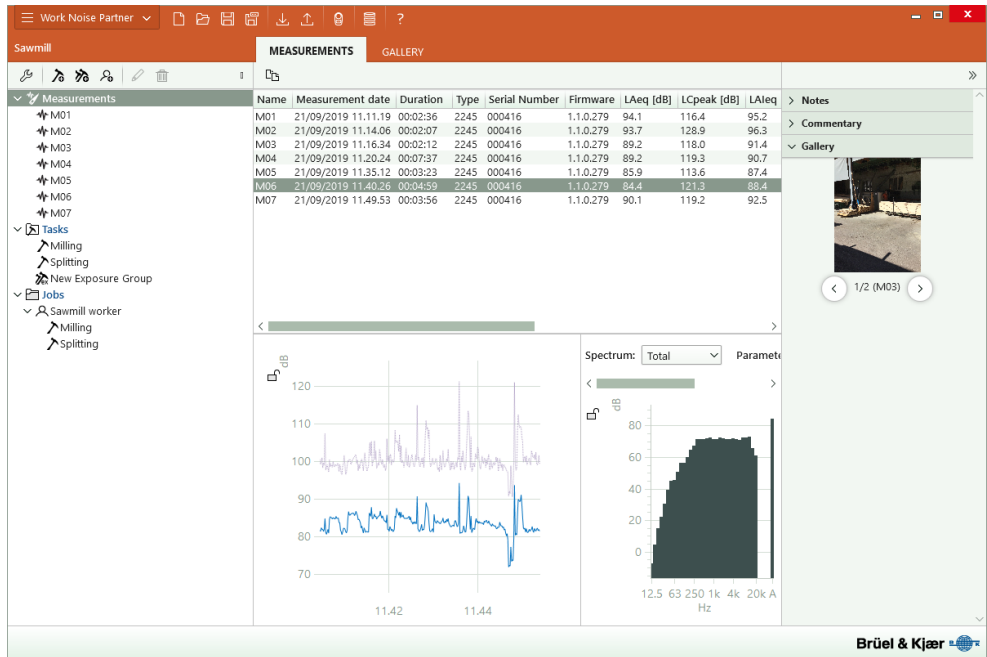 Work Noise Partner
?
Sawmill
MEASUREMENTS GALLERY
Measurements
M01
M02
M03
M04
M05
M06
M07
Tasks
Milling
Splitting
New Exposure Group
Jobs
Sawmill worker
Milling
Splitting
Name Measurement date Duration Type Serial Number Firmware LAeq [dB] LCpeak [dB] LAIeq
M01 21/09/2019 11.11.19 00:02:36 2245 000416 1.1.0.279 94.1 116.4 95.2
M02 21/09/2019 11.14.06 00:02:07 2245 000416 1.1.0.279 93.7 128.9 96.3
M03 21/09/2019 11.16.34 00:02:12 2245 000416 1.1.0.279 89.2 118.0 91.4
M04 21/09/2019 11.20.24 00:07:37 2245 000416 1.1.0.279 89.2 119.3 90.7
M05 21/09/2019 11.35.12 00:03:23 2245 000416 1.1.0.279 85.9 113.6 87.4
M06 21/09/2019 11.40.26 00:04:59 2245 000416 1.1.0.279 84.4 121.3 88.4
M07 21/09/2019 11.49.53 00:03:56 2245 000416 1.1.0.279 90.1 119.2 92.5
dB
120
110
100
90
80
70
11.42 11.44
Spectrum: Total Paramete
dB
80
60
40
20
0
12.5 63 250 1k 4k 20k A
Hz
Notes
Commentary
Gallery
1/2 (M03)
Brüel & Kjær